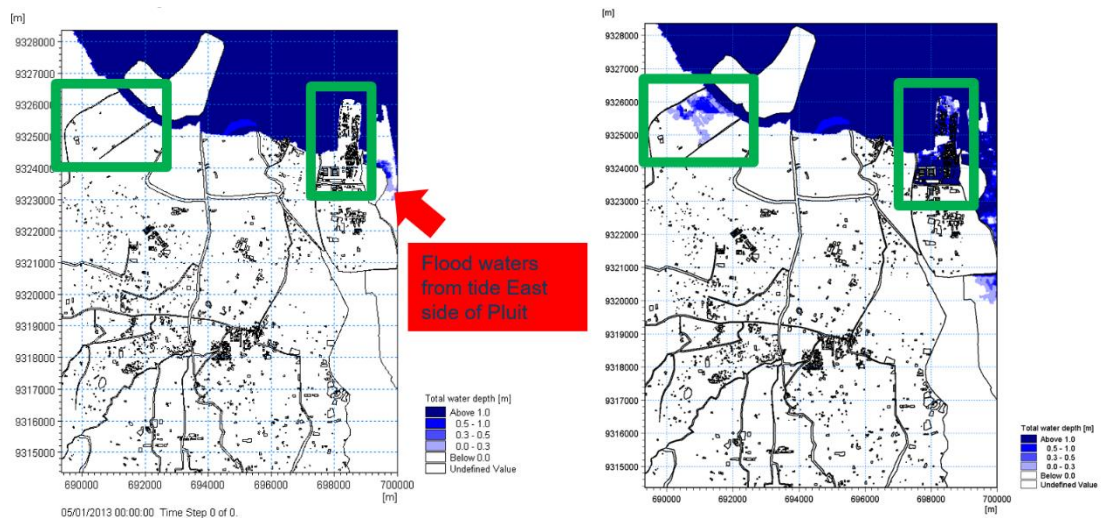 [m]
9328000
9327000
9326000
9325000
9324000
9323000
9322000
9321000
9320000
9319000
9318000
9317000
9316000
9315000
690000 692000 694000 696000 698000 700000
[m]
05/01/2013 00:00:00 Time Step 0 of 0.
Total water depth [m]
Above 1.0
0.5 - 1.0
0.3 - 0.5
0.0 - 0.3
Below 0.0
Undefined Value
Flood waters
from tide East
side of Pluit
[m]
9328000
9327000
9326000
9325000
9324000
9323000
9322000
9321000
9320000
9319000
9318000
9317000
9316000
9315000
690000 692000 694000 696000 698000 700000
[m]
Total water depth [m]
Above 1.0
0.5 - 1.0
0.3 - 0.5
0.0 - 0.3
Below 0.0
Undefined Value